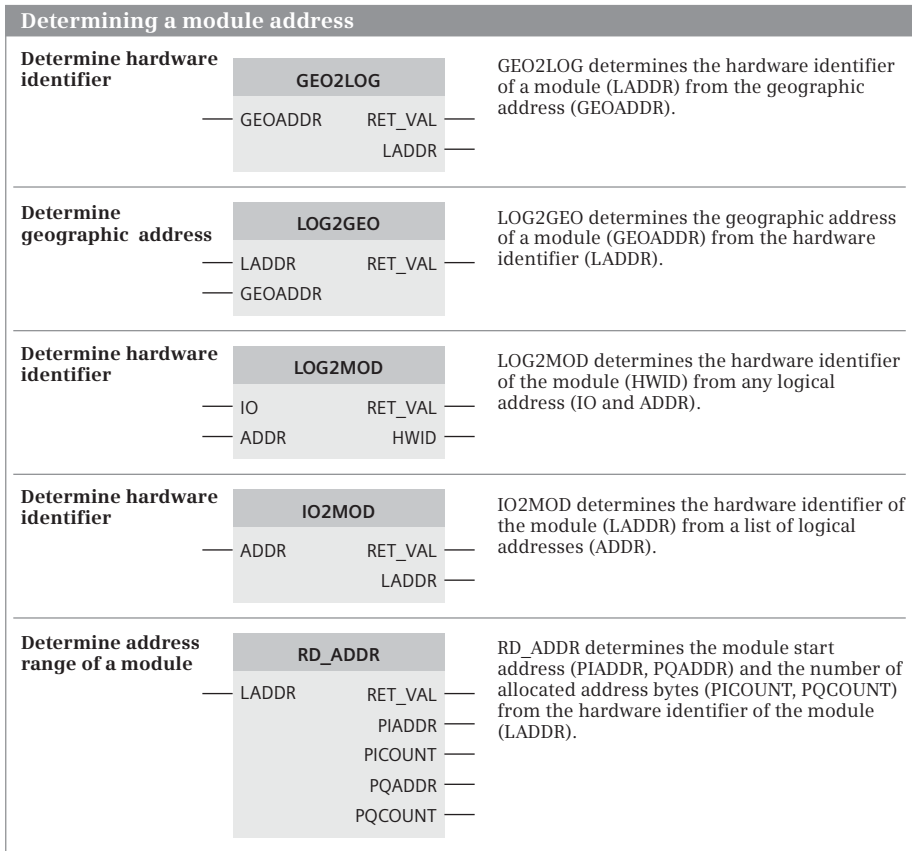 Determining a module address
Determine hardware
identifier
GEO2LOG
GEOADDR RET_VAL
LADDR
GEO2LOG determines the hardware identifier
of a module (LADDR) from the geographic
address (GEOADDR).
Determine
geographic address
LOG2GEO
LADDR RET_VAL
GEOADDR
LOG2GEO determines the geographic address
of a module (GEOADDR) from the hardware
identifier (LADDR).
Determine hardware
identifier
LOG2MOD
IO RET_VAL
ADDR HWID
LOG2MOD determines the hardware identifier
of the module (HWID) from any logical
address (IO and ADDR).
Determine hardware
identifier
IO2MOD
ADDR RET_VAL
LADDR
IO2MOD determines the hardware identifier of
the module (LADDR) from a list of logical
addresses (ADDR).
Determine address
range of a module
RD_ADDR
LADDR RET_VAL
PIADDR
PICOUNT
PQADDR
PQCOUNT
RD_ADDR determines the module start
address (PIADDR, PQADDR) and the number of
allocated address bytes (PICOUNT, PQCOUNT)
from the hardware identifier of the module
(LADDR).